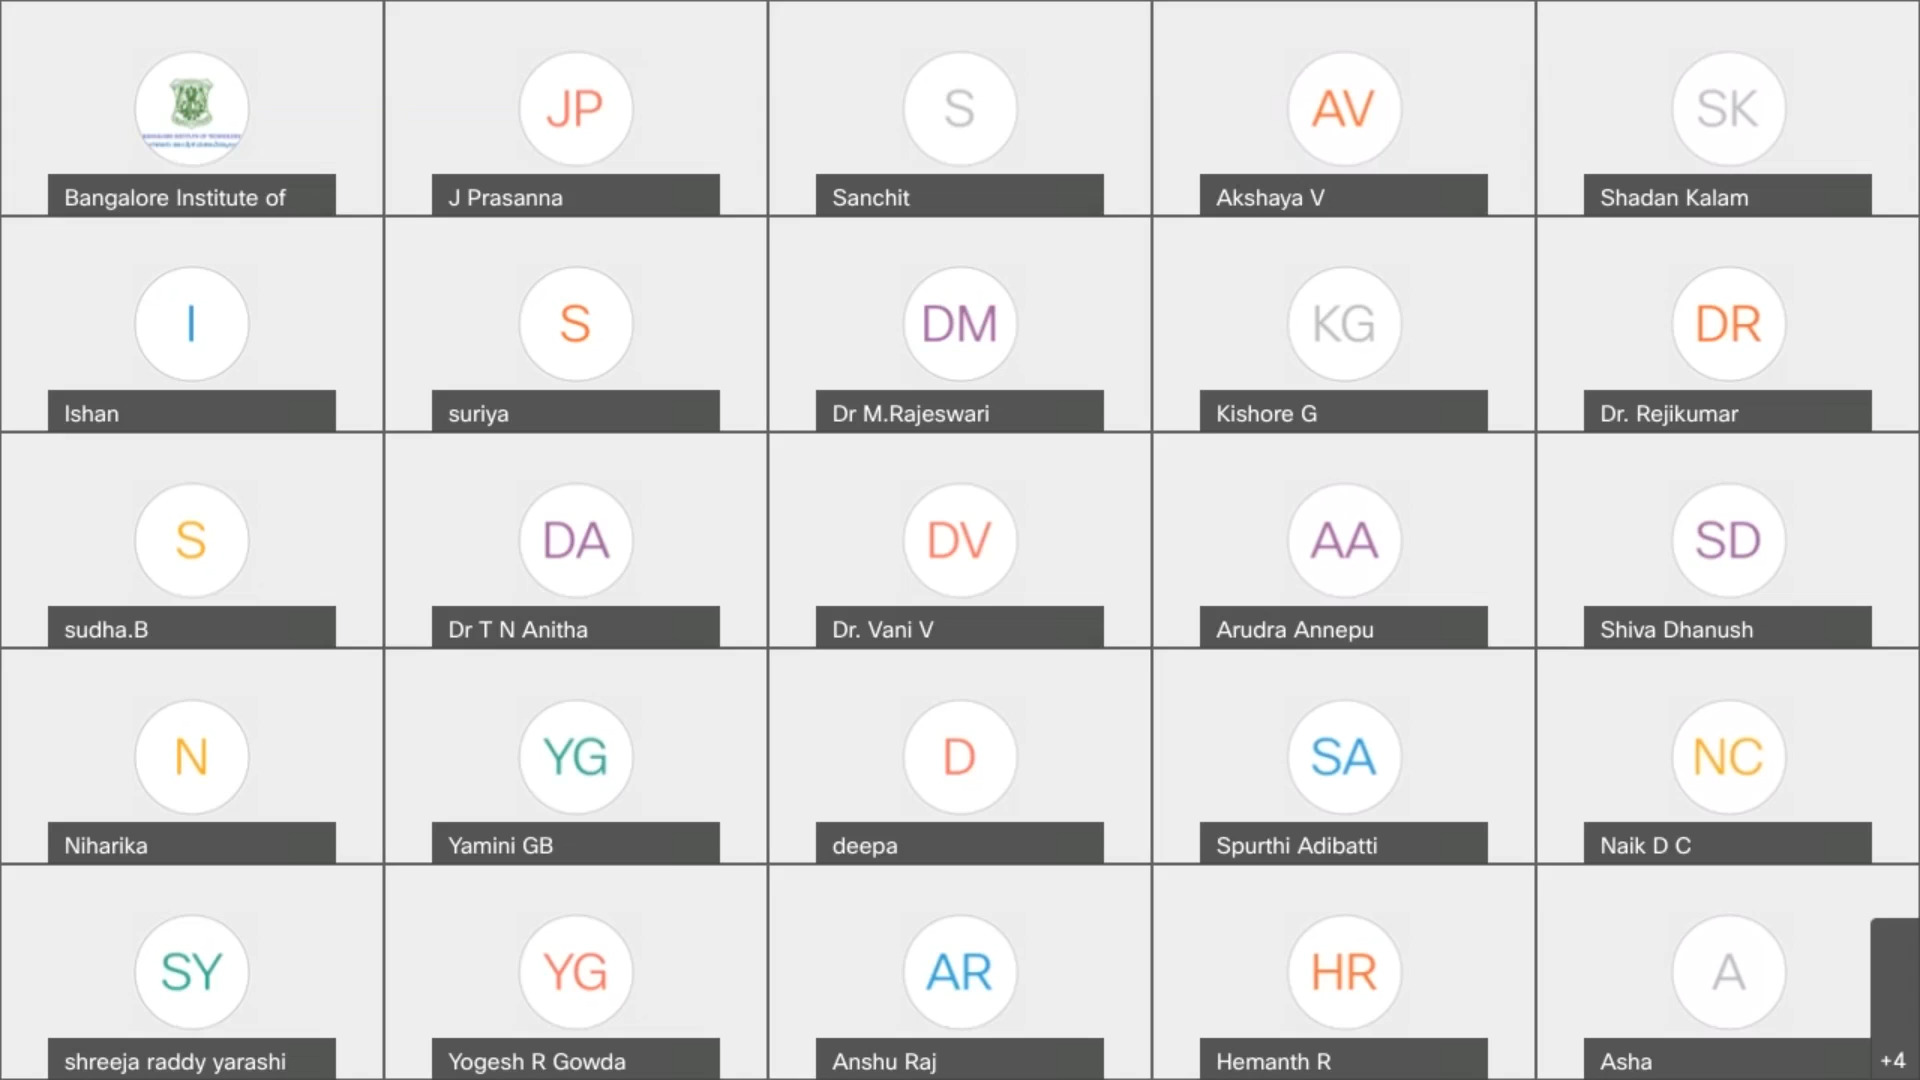 Bangalore Institute of
JP
J Prasanna
S
Sanchit
AV
Akshaya V
SK
Shadan Kalam
I
Ishan
S
suriya
DM
Dr M.Rajeswari
KG
Kishore G
DR
Dr. Rejikumar
S
sudha.B
DA
Dr T N Anitha
DV
Dr. Vani V
AA
Arudra Annepu
SD
Shiva Dhanush
N
Niharika
YG
Yamini GB
D
deepa
SA
Spurthi Adibatti
NC
Naik D C
SY
shreeja raddy yarashi
YG
Yogesh R Gowda
AR
Anshu Raj
HR
Hemanth R
A
Asha
+4